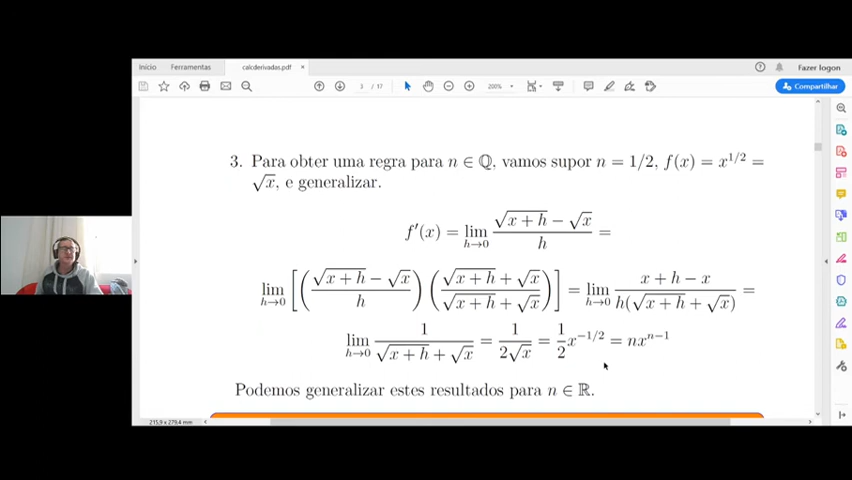 Início Ferramentas calcderivadas.pdf × Fazer logon
3 / 17 200% Compartilhar
3. Para obter uma regra para n ∈ ℚ, vamos supor n = 1/2, f(x) = x^{1/2} =
√x, e generalizar.
f′(x) = lim_{h→0} (√(x + h) − √x)/h =
lim_{h→0} [((√(x + h) − √x)/h) ((√(x + h) + √x)/(√(x + h) + √x))] = lim_{h→0} (x + h − x)/(h(√(x + h) + √x)) =
lim_{h→0} 1/(√(x + h) + √x) = 1/(2√x) = (1/2)x^{−1/2} = nx^{n−1}
Podemos generalizar estes resultados para n ∈ ℝ.
215,9 x 279,4 mm